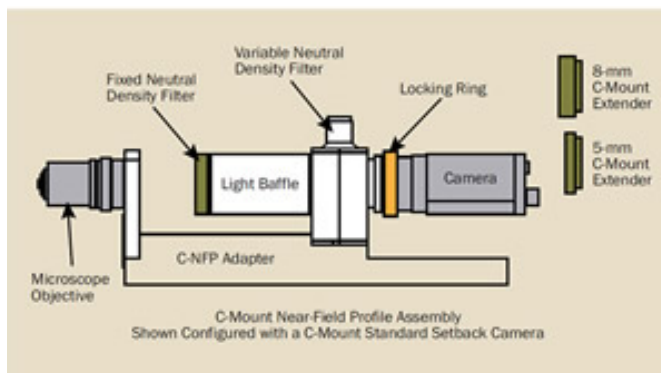 Variable Neutral
Density Filter
Fixed Neutral
Density Filter
Locking Ring
8-mm
C-Mount
Extender
5-mm
C-Mount
Extender
Light Baffle
Camera
C-NFP Adapter
Microscope
Objective
C-Mount Near-Field Profile Assembly
Shown Configured with a C-Mount Standard Setback Camera